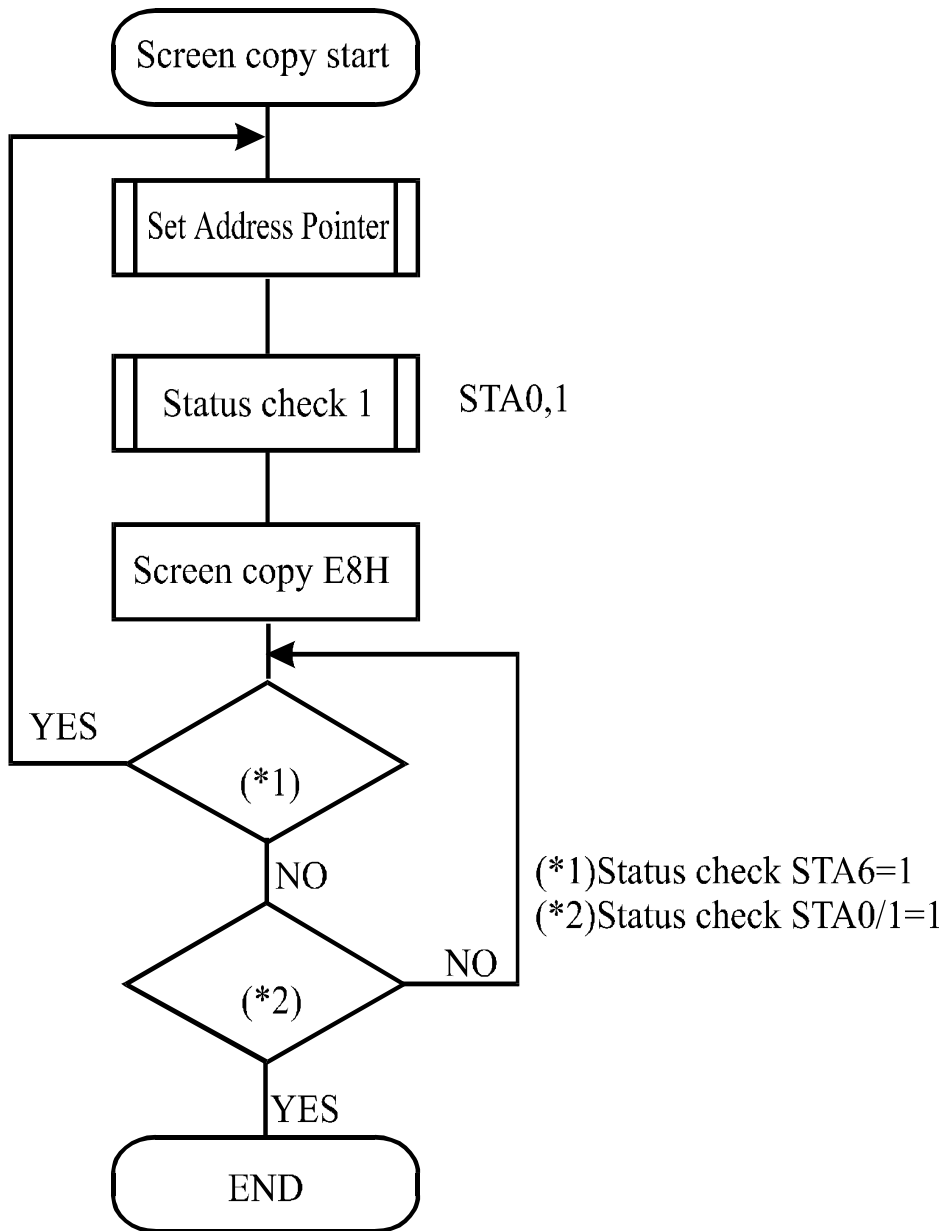 Screen copy start
Set Address Pointer
Status check 1
STA0,1
Screen copy E8H
YES
(*1)
NO
(*1)Status check STA6=1
(*2)Status check STA0/1=1
NO
(*2)
YES
END